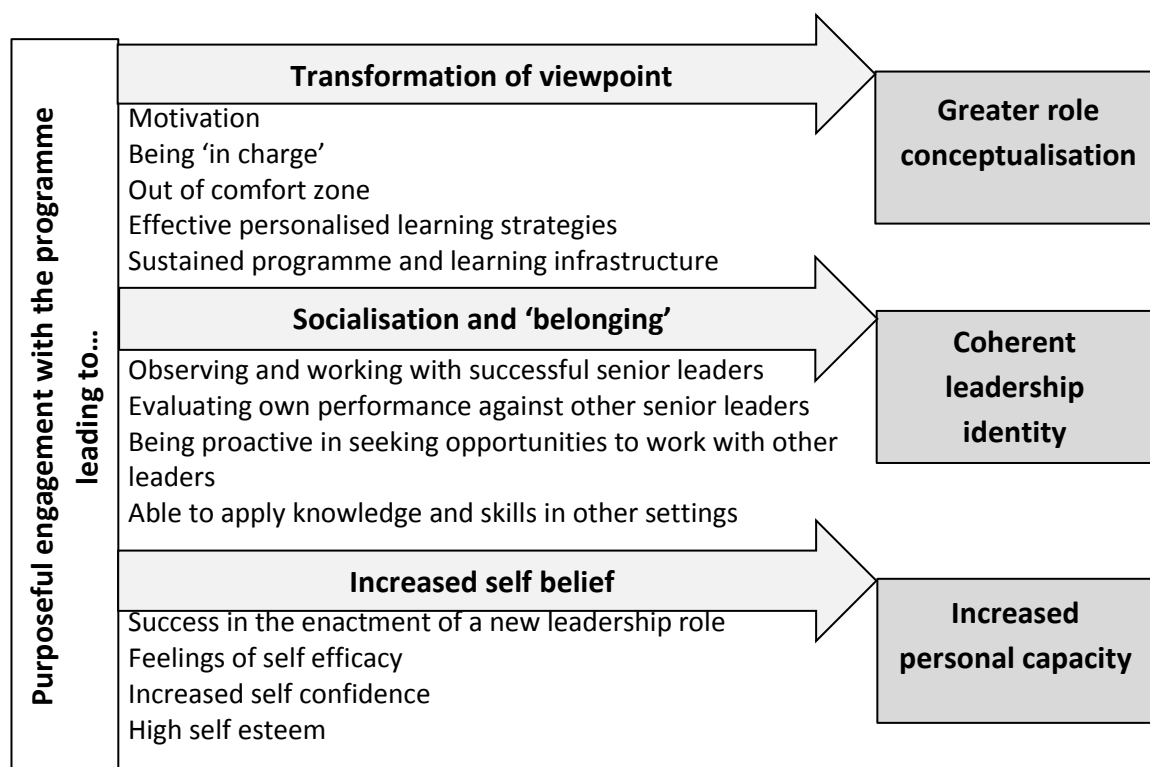 Purposeful engagement with the programme
leading to…
Transformation of viewpoint
Motivation
Being ‘in charge’
Out of comfort zone
Effective personalised learning strategies
Sustained programme and learning infrastructure
Greater role
conceptualisation
Socialisation and ‘belonging’
Observing and working with successful senior leaders
Evaluating own performance against other senior leaders
Being proactive in seeking opportunities to work with other
leaders
Able to apply knowledge and skills in other settings
Coherent
leadership
identity
Increased self belief
Success in the enactment of a new leadership role
Feelings of self efficacy
Increased self confidence
High self esteem
Increased
personal capacity